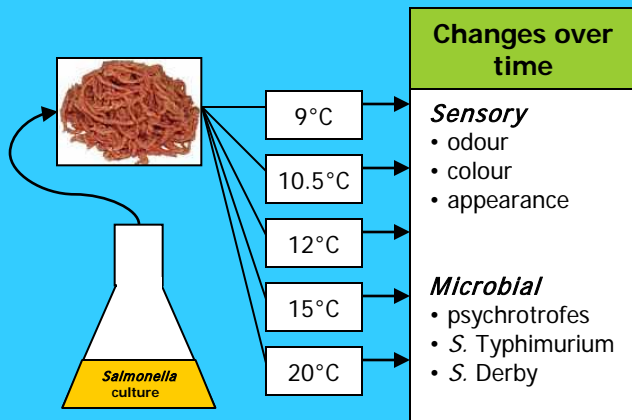 Changes over
time
9°C
10.5°C
12°C
15°C
20°C
Sensory
• odour
• colour
• appearance
Microbial
• psychrotrofes
• S. Typhimurium
• S. Derby
Salmonella
culture